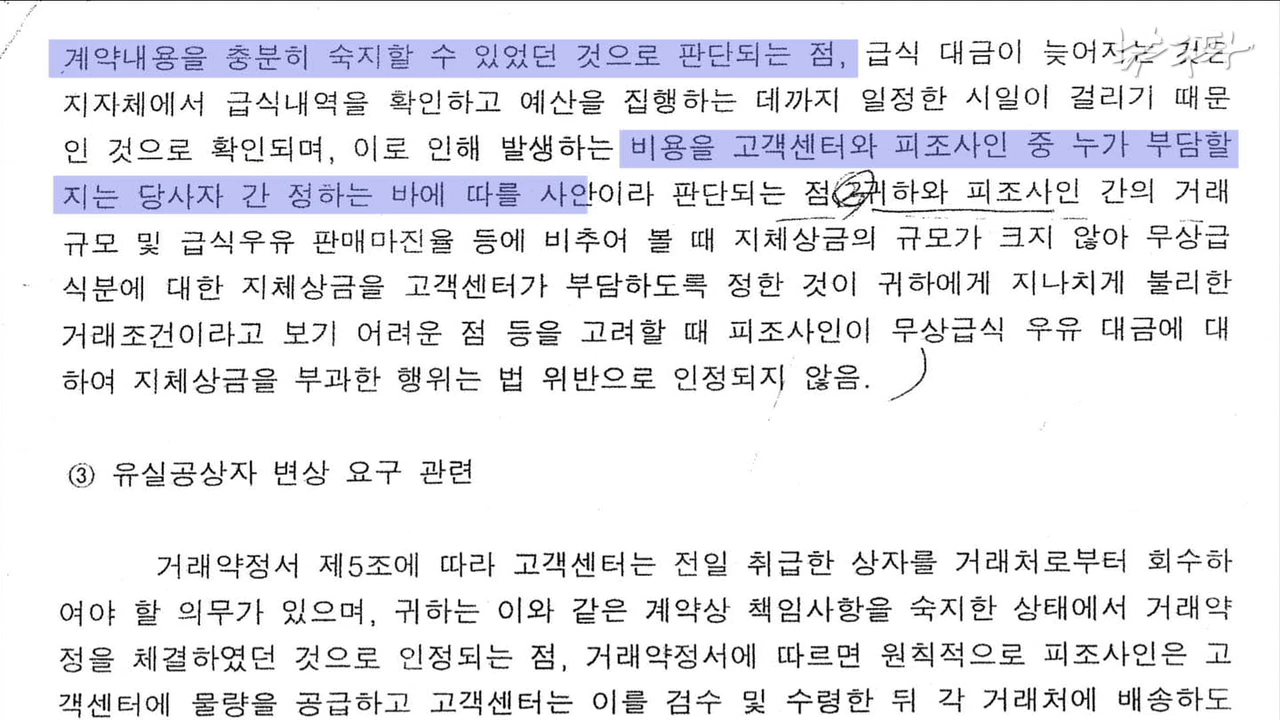 뉴스타파
계약내용을 충분히 숙지할 수 있었던 것으로 판단되는 점, 급식 대금이 늦어지는 것은
지자체에서 급식내역을 확인하고 예산을 집행하는 데까지 일정한 시일이 걸리기 때문
인 것으로 확인되며, 이로 인해 발생하는 비용을 고객센터와 피조사인 중 누가 부담할
지는 당사자 간 정하는 바에 따를 사안이라 판단되는 점 귀하와 피조사인 간의 거래
규모 및 급식우유 판매마진율 등에 비추어 볼 때 지체상금의 규모가 크지 않아 무상급
식분에 대한 지체상금을 고객센터가 부담하도록 정한 것이 귀하에게 지나치게 불리한
거래조건이라고 보기 어려운 점 등을 고려할 때 피조사인이 무상급식 우유 대금에 대
하여 지체상금을 부과한 행위는 법 위반으로 인정되지 않음.
③ 유실공상자 변상 요구 관련
거래약정서 제5조에 따라 고객센터는 전일 취급한 상자를 거래처로부터 회수하
여야 할 의무가 있으며, 귀하는 이와 같은 계약상 책임사항을 숙지한 상태에서 거래약
정을 체결하였던 것으로 인정되는 점, 거래약정서에 따르면 원칙적으로 피조사인은 고
객센터에 물량을 공급하고 고객센터는 이를 검수 및 수령한 뒤 각 거래처에 배송하도